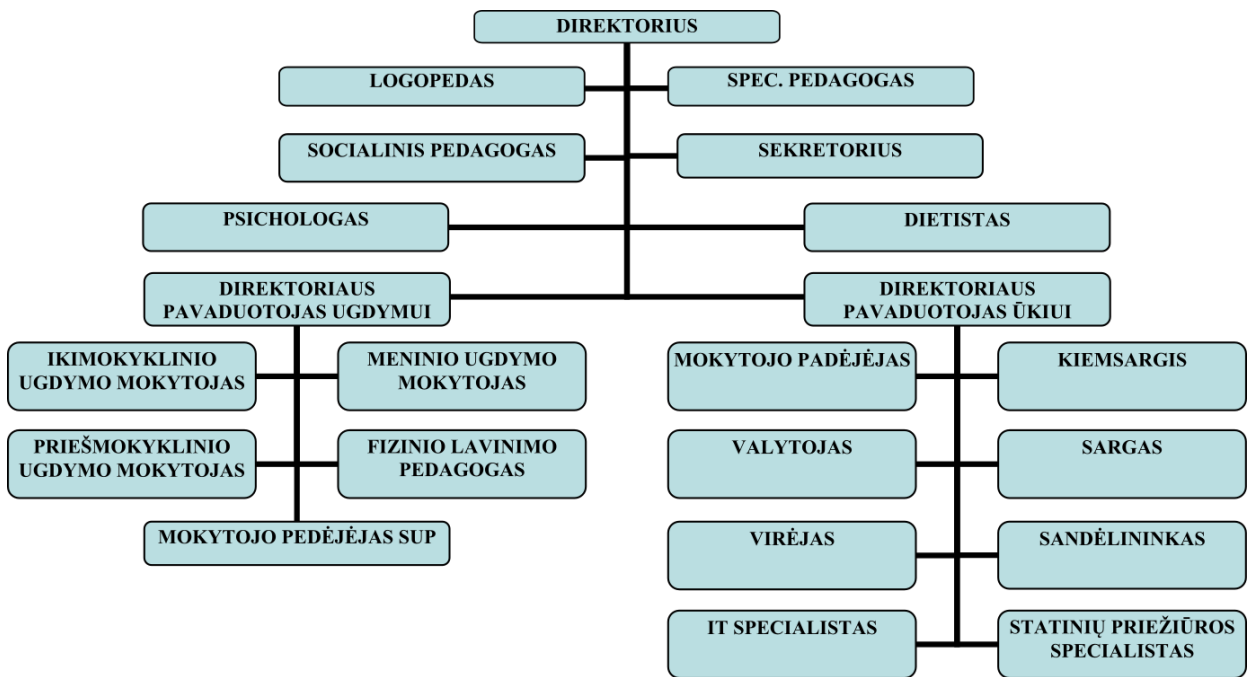 DIREKTORIUS
LOGOPEDAS
SPEC. PEDAGOGAS
SOCIALINIS PEDAGOGAS
SEKRETORIUS
PSICHOLOGAS
DIETISTAS
DIREKTORIAUS
PAVADUOTOJAS UGDYMUI
DIREKTORIAUS
PAVADUOTOJAS ŪKIUI
IKIMOKYKLINIO
UGDYMO MOKYTOJAS
MENINIO UGDYMO
MOKYTOJAS
MOKYTOJO PADĖJĖJAS
KIEMSARGIS
PRIEŠMOKYKLINIO
UGDYMO MOKYTOJAS
FIZINIO LAVINIMO
PEDAGOGAS
VALYTOJAS
SARGAS
MOKYTOJO PEDĖJĖJAS SUP
VIRĖJAS
SANDĖLININKAS
IT SPECIALISTAS
STATINIŲ PRIEŽIŪROS
SPECIALISTAS